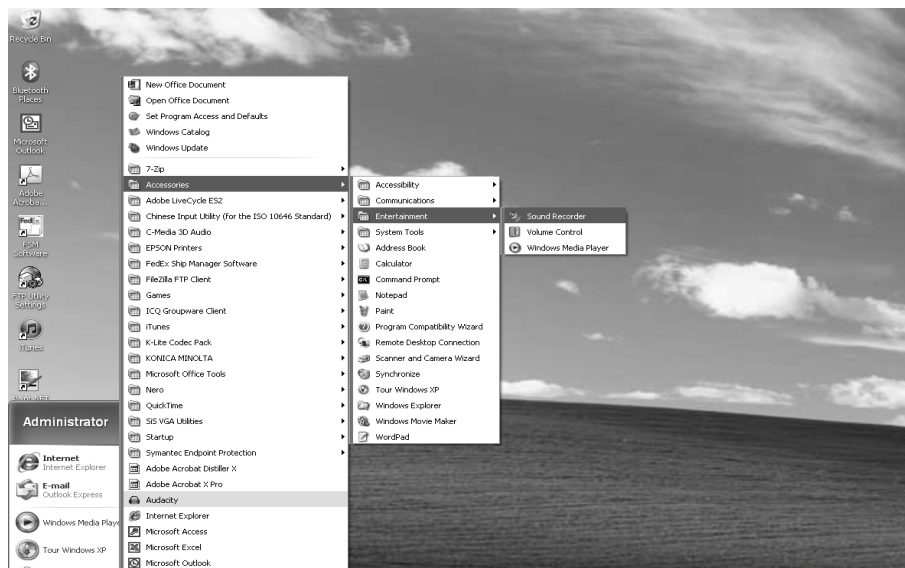 Recycle Bin
Bluetooth
Places
Microsoft
Outlook
Adobe
Acroba...
FedEx
FSM
Software
FTP Utility
Settings
iTunes
Administrator
Internet
Internet Explorer
E-mail
Outlook Express
Windows Media Playe
Tour Windows XP
New Office Document
Open Office Document
Set Program Access and Defaults
Windows Catalog
Windows Update
7-Zip
Accessories
Adobe LiveCycle ES2
Chinese Input Utility (for the ISO 10646 Standard)
C-Media 3D Audio
EPSON Printers
FedEx Ship Manager Software
FileZilla FTP Client
Games
ICQ Groupware Client
iTunes
K-Lite Codec Pack
KONICA MINOLTA
Microsoft Office Tools
Nero
QuickTime
SiS VGA Utilities
Startup
Symantec Endpoint Protection
Adobe Acrobat Distiller X
Adobe Acrobat X Pro
Audacity
Internet Explorer
Microsoft Access
Microsoft Excel
Microsoft Outlook
Accessibility
Communications
Entertainment
System Tools
Address Book
Calculator
Command Prompt
Notepad
Paint
Program Compatibility Wizard
Remote Desktop Connection
Scanner and Camera Wizard
Synchronize
Tour Windows XP
Windows Explorer
Windows Movie Maker
WordPad
Sound Recorder
Volume Control
Windows Media Player